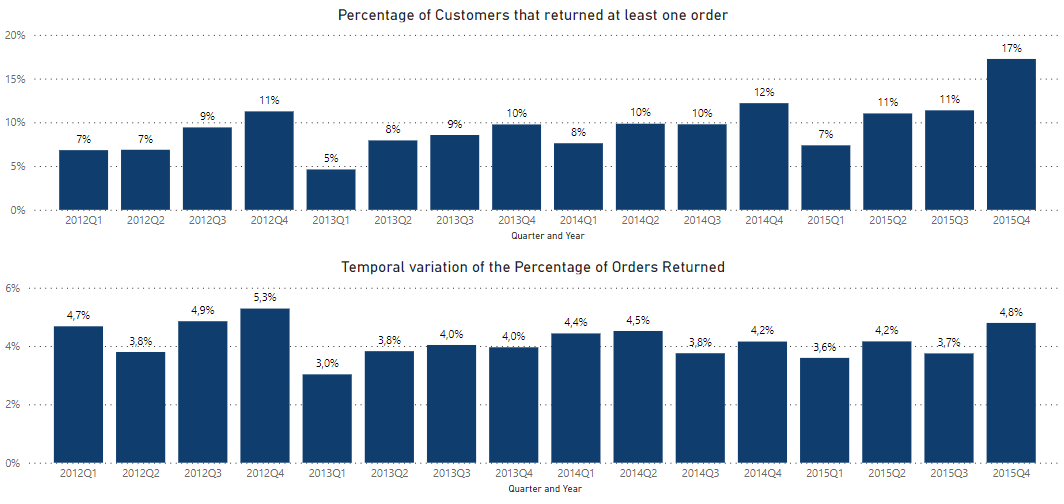 Percentage of Customers that returned at least one order
20%
15%
10%
5%
0%
7% 7% 9% 11% 5% 8% 9% 10% 8% 10% 10% 12% 7% 11% 11% 17%
2012Q1 2012Q2 2012Q3 2012Q4 2013Q1 2013Q2 2013Q3 2013Q4 2014Q1 2014Q2 2014Q3 2014Q4 2015Q1 2015Q2 2015Q3 2015Q4
Quarter and Year
Temporal variation of the Percentage of Orders Returned
6%
4%
2%
0%
4,7% 3,8% 4,9% 5,3% 3,0% 3,8% 4,0% 4,0% 4,4% 4,5% 3,8% 4,2% 3,6% 4,2% 3,7% 4,8%
2012Q1 2012Q2 2012Q3 2012Q4 2013Q1 2013Q2 2013Q3 2013Q4 2014Q1 2014Q2 2014Q3 2014Q4 2015Q1 2015Q2 2015Q3 2015Q4
Quarter and Year